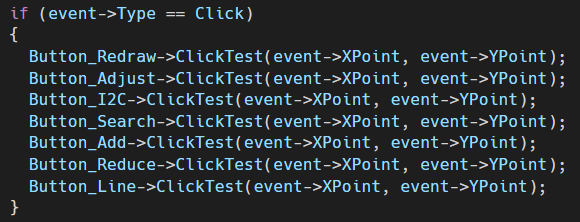 if (event->Type == Click)
{
  Button_Redraw->ClickTest(event->XPoint, event->YPoint);
  Button_Adjust->ClickTest(event->XPoint, event->YPoint);
  Button_I2C->ClickTest(event->XPoint, event->YPoint);
  Button_Search->ClickTest(event->XPoint, event->YPoint);
  Button_Add->ClickTest(event->XPoint, event->YPoint);
  Button_Reduce->ClickTest(event->XPoint, event->YPoint);
  Button_Line->ClickTest(event->XPoint, event->YPoint);
}